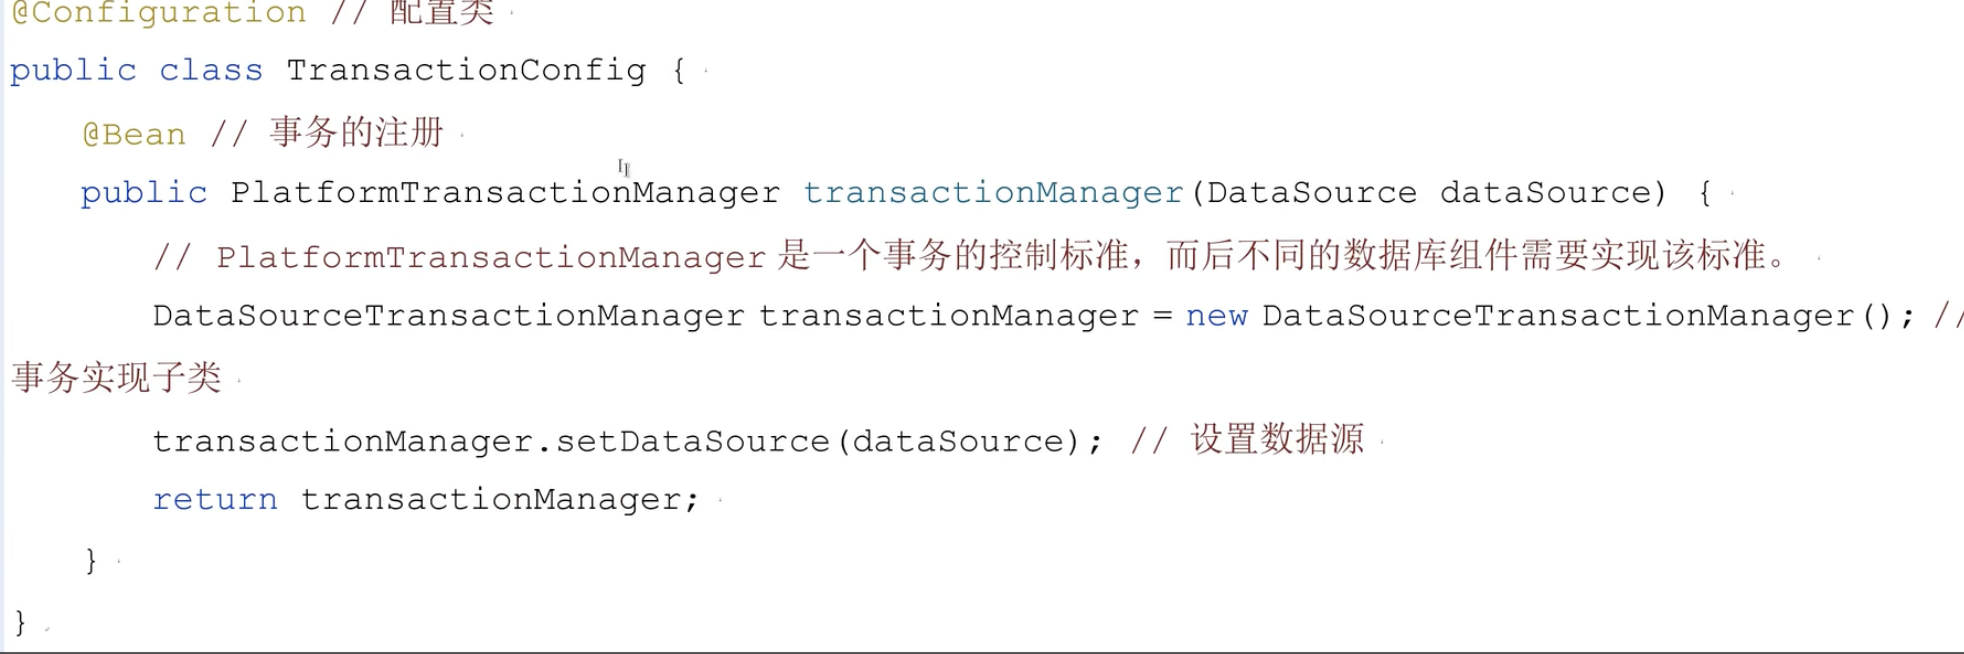 @Configuration // 配置类
public class TransactionConfig {
@Bean // 事务的注册
public PlatformTransactionManager transactionManager(DataSource dataSource) {
// PlatformTransactionManager 是一个事务的控制标准，而后不同的数据库组件需要实现该标准。
DataSourceTransactionManager transactionManager = new DataSourceTransactionManager(); //
事务实现子类
transactionManager.setDataSource(dataSource); // 设置数据源
return transactionManager;
}
}